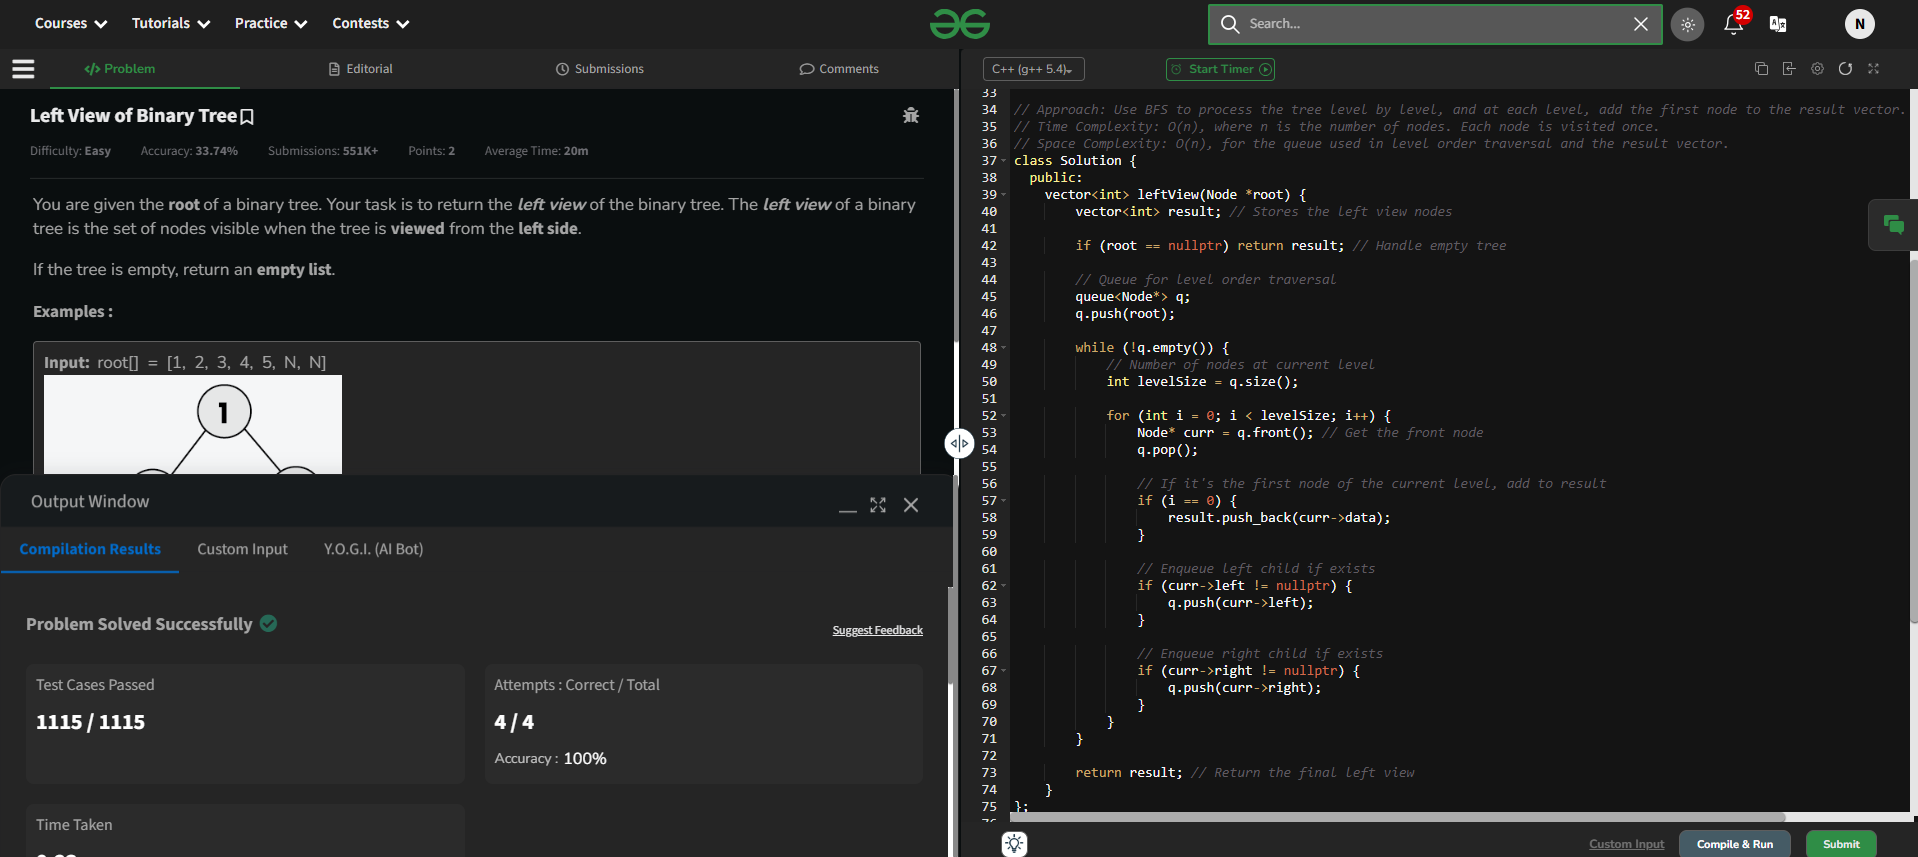 Courses Tutorials Practice Contests
Search...
52
N
Problem Editorial Submissions Comments
Left View of Binary Tree
Difficulty: Easy Accuracy: 33.74% Submissions: 551K+ Points: 2 Average Time: 20m
You are given the root of a binary tree. Your task is to return the left view of the binary tree. The left view of a binary
tree is the set of nodes visible when the tree is viewed from the left side.
If the tree is empty, return an empty list.
Examples :
Input: root[] = [1, 2, 3, 4, 5, N, N]
1
Output Window
Compilation Results Custom Input Y.O.G.I. (AI Bot)
Problem Solved Successfully
Suggest Feedback
Test Cases Passed
1115 / 1115
Attempts : Correct / Total
4 / 4
Accuracy : 100%
Time Taken
C++ (g++ 5.4) Start Timer
33
34 // Approach: Use BFS to process the tree level by level, and at each level, add the first node to the result vector.
35 // Time Complexity: O(n), where n is the number of nodes. Each node is visited once.
36 // Space Complexity: O(n), for the queue used in level order traversal and the result vector.
37 class Solution {
38 public:
39 vector<int> leftView(Node *root) {
40 vector<int> result; // Stores the left view nodes
41
42 if (root == nullptr) return result; // Handle empty tree
43
44 // Queue for level order traversal
45 queue<Node*> q;
46 q.push(root);
47
48 while (!q.empty()) {
49 // Number of nodes at current level
50 int levelSize = q.size();
51
52 for (int i = 0; i < levelSize; i++) {
53 Node* curr = q.front(); // Get the front node
54 q.pop();
55
56 // If it's the first node of the current level, add to result
57 if (i == 0) {
58 result.push_back(curr->data);
59 }
60
61 // Enqueue left child if exists
62 if (curr->left != nullptr) {
63 q.push(curr->left);
64 }
65
66 // Enqueue right child if exists
67 if (curr->right != nullptr) {
68 q.push(curr->right);
69 }
70 }
71 }
72
73 return result; // Return the final left view
74 }
75 };
Custom Input Compile & Run Submit